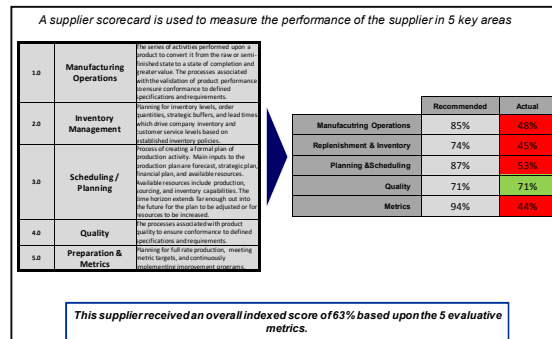 A supplier scorecard is used to measure the performance of the supplier in 5 key areas
1.0
Manufacturing
Operations
The series of activities performed upon a
product to convert it from the raw or semi-
finished state to a state of completion and
greater value. The processes associated
with the validation of product performance
to ensure conformance to defined
specifications and requirements.
2.0
Inventory
Management
Planning for inventory levels, order
quantities, strategic buffers, and lead times
which drive company inventory and
customer service levels based on
established inventory policies.
3.0
Scheduling /
Planning
Process of creating a formal plan of
production activity. Main inputs to the
production plan are forecast, strategic plan,
financial plan, and available resources.
Available resources include production,
sourcing, and inventory capabilities. The
time horizon extends far enough out into
the future for the plan to be adjusted or for
resources to be increased.
4.0
Quality
The processes associated with product
quality to ensure conformance to defined
specifications and requirements.
5.0
Preparation &
Metrics
Planning for full rate production, meeting
metric targets, and continuously
implementing improvement programs.
Recommended Actual
Manufacutring Operations 85% 48%
Replenishment & Inventory 74% 45%
Planning &Scheduling 87% 53%
Quality 71% 71%
Metrics 94% 44%
This supplier received an overall indexed score of 63% based upon the 5 evaluative
metrics.